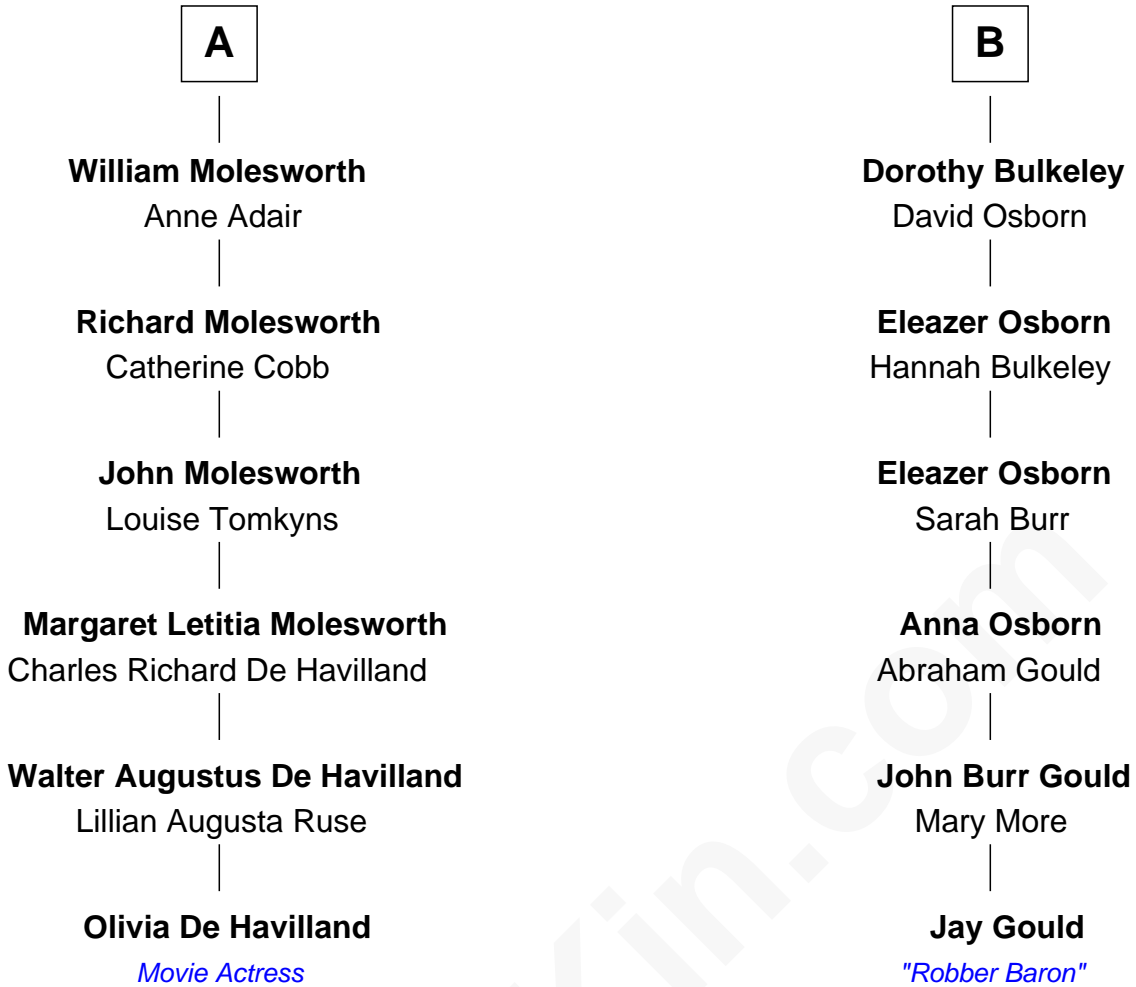 A
William Molesworth
Anne Adair
Richard Molesworth
Catherine Cobb
John Molesworth
Louise Tomkyns
Margaret Letitia Molesworth
Charles Richard De Havilland
Walter Augustus De Havilland
Lillian Augusta Ruse
Olivia De Havilland
Movie Actress
B
Dorothy Bulkeley
David Osborn
Eleazer Osborn
Hannah Bulkeley
Eleazer Osborn
Sarah Burr
Anna Osborn
Abraham Gould
John Burr Gould
Mary More
Jay Gould
"Robber Baron"
Kin.com